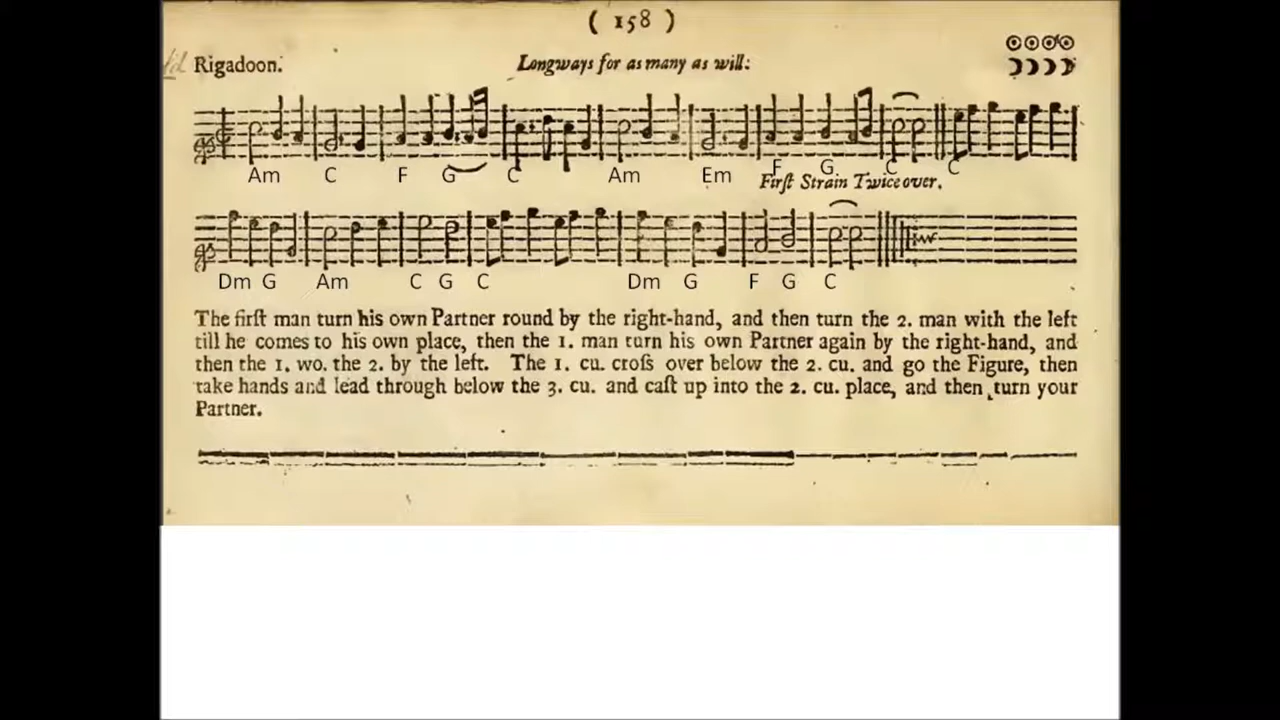 ( 158 )
Rigadoon.
Longways for as many as will:
Am C F G C Am Em F G C C
Firſt Strain Twice over.
Dm G Am C G C Dm G F G C
The firſt man turn his own Partner round by the right-hand, and then turn the 2. man with the left
till he comes to his own place, then the 1. man turn his own Partner again by the right-hand, and
then the 1. wo. the 2. by the left. The 1. cu. croſs over below the 2. cu. and go the Figure, then
take hands and lead through below the 3. cu. and caſt up into the 2. cu. place, and then turn your
Partner.